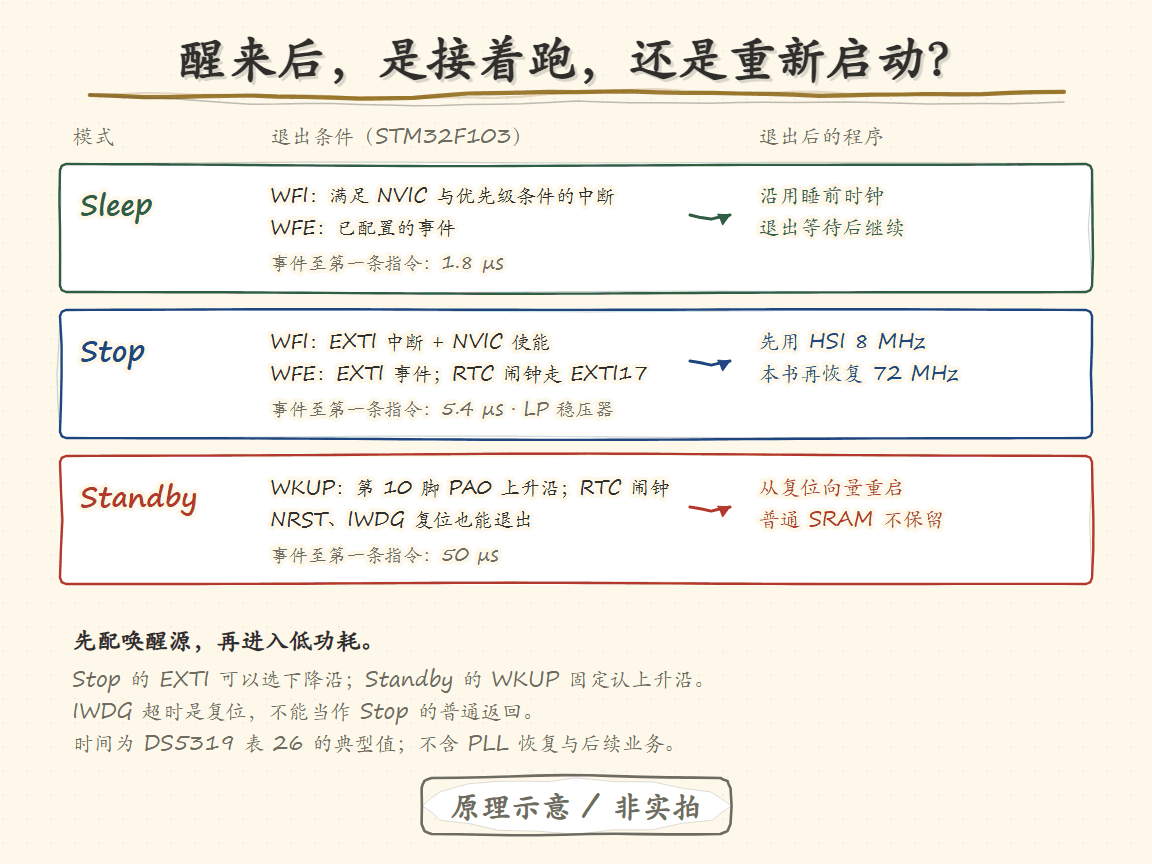 醒来后，是接着跑，还是重新启动？
模式 退出条件（STM32F103） 退出后的程序
Sleep
WFI：满足 NVIC 与优先级条件的中断
WFE：已配置的事件
事件至第一条指令：1.8 μs
沿用睡前时钟
退出等待后继续
Stop
WFI：EXTI 中断 + NVIC 使能
WFE：EXTI 事件；RTC 闹钟走 EXTI17
事件至第一条指令：5.4 μs · LP 稳压器
先用 HSI 8 MHz
本书再恢复 72 MHz
Standby
WKUP：第 10 脚 PA0 上升沿；RTC 闹钟
NRST、IWDG 复位也能退出
事件至第一条指令：50 μs
从复位向量重启
普通 SRAM 不保留
先配唤醒源，再进入低功耗。
Stop 的 EXTI 可以选下降沿；Standby 的 WKUP 固定认上升沿。
IWDG 超时是复位，不能当作 Stop 的普通返回。
时间为 DS5319 表 26 的典型值；不含 PLL 恢复与后续业务。
原理示意 / 非实拍